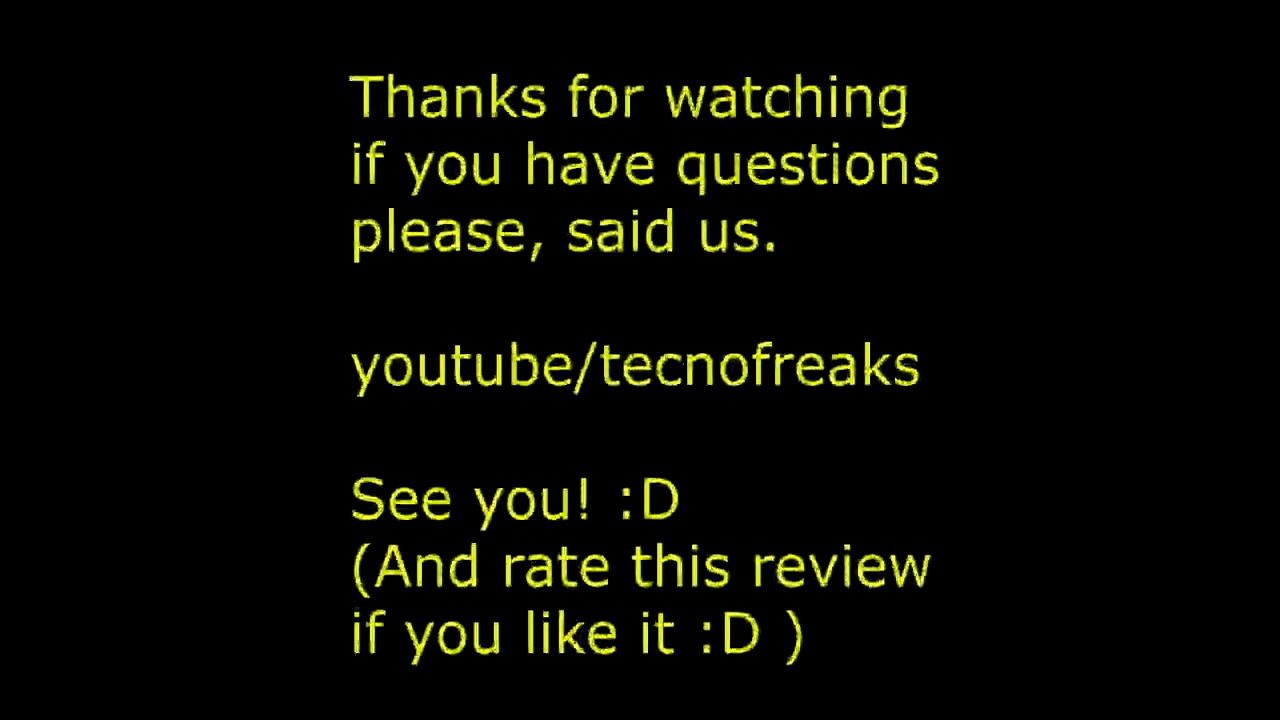 Thanks for watching
if you have questions
please, said us.
youtube/tecnofreaks
See you! :D
(And rate this review
if you like it :D )